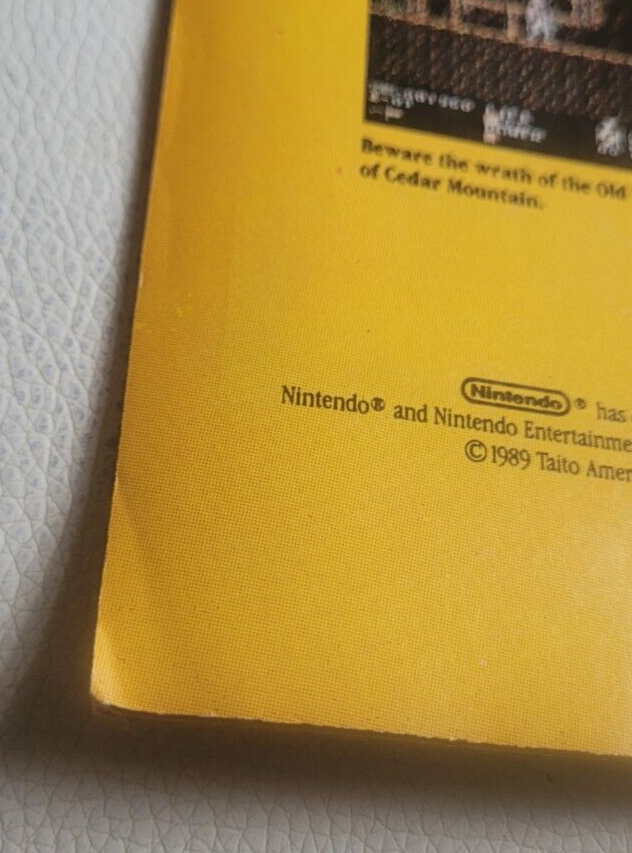 Beware the wrath of the Old
of Cedar Mountain.
Nintendo® has
Nintendo® and Nintendo Entertainme
©1989 Taito Amer